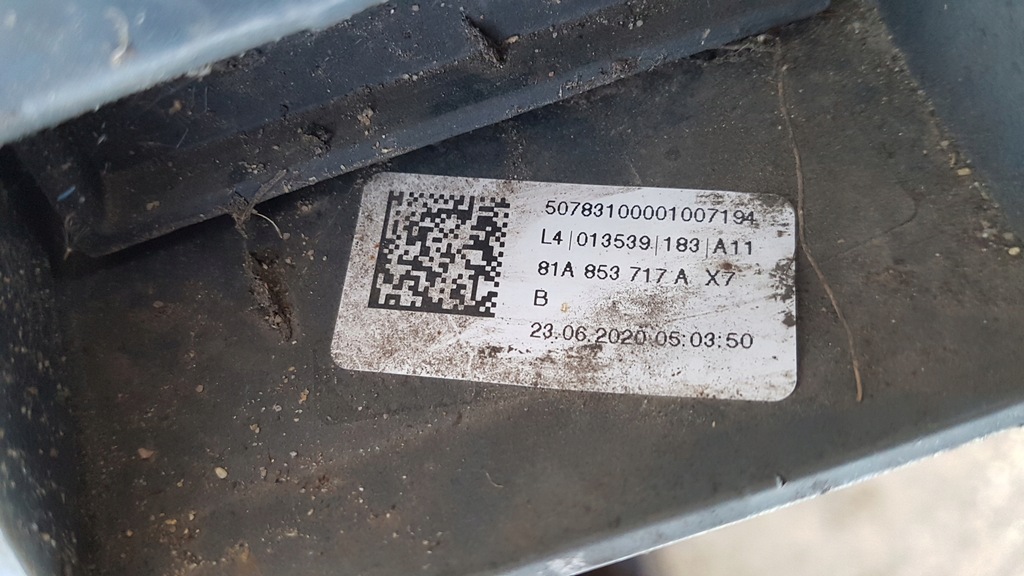 50783100001007194
L4|013539|183|A11
81A 853 717 A X7
B
23.06.2020 05:03:50